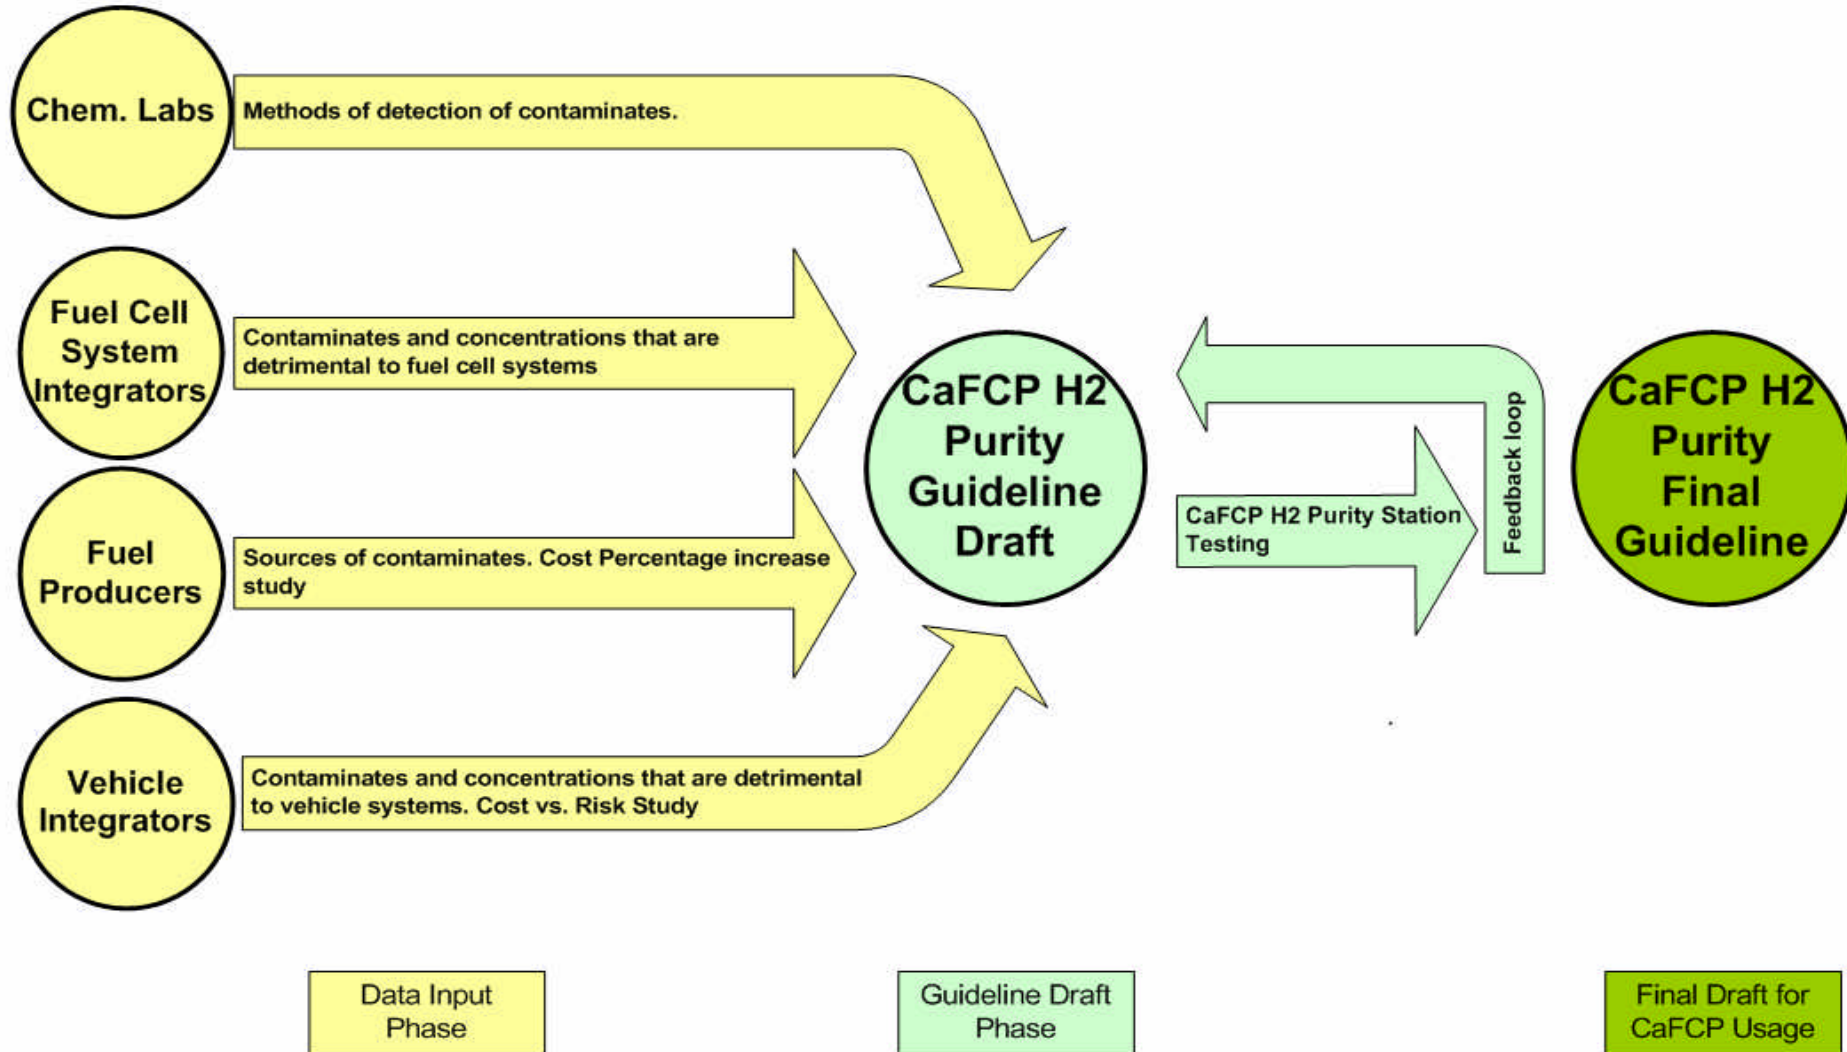 Chem. Labs
Methods of detection of contaminates.
Fuel Cell
System
Integrators
Contaminates and concentrations that are
detrimental to fuel cell systems
Fuel
Producers
Sources of contaminates. Cost Percentage increase
study
Vehicle
Integrators
Contaminates and concentrations that are detrimental
to vehicle systems. Cost vs. Risk Study
CaFCP H2
Purity
Guideline
Draft
CaFCP H2 Purity Station
Testing
Feedback loop
CaFCP H2
Purity
Final
Guideline
Data Input
Phase
Guideline Draft
Phase
Final Draft for
CaFCP Usage